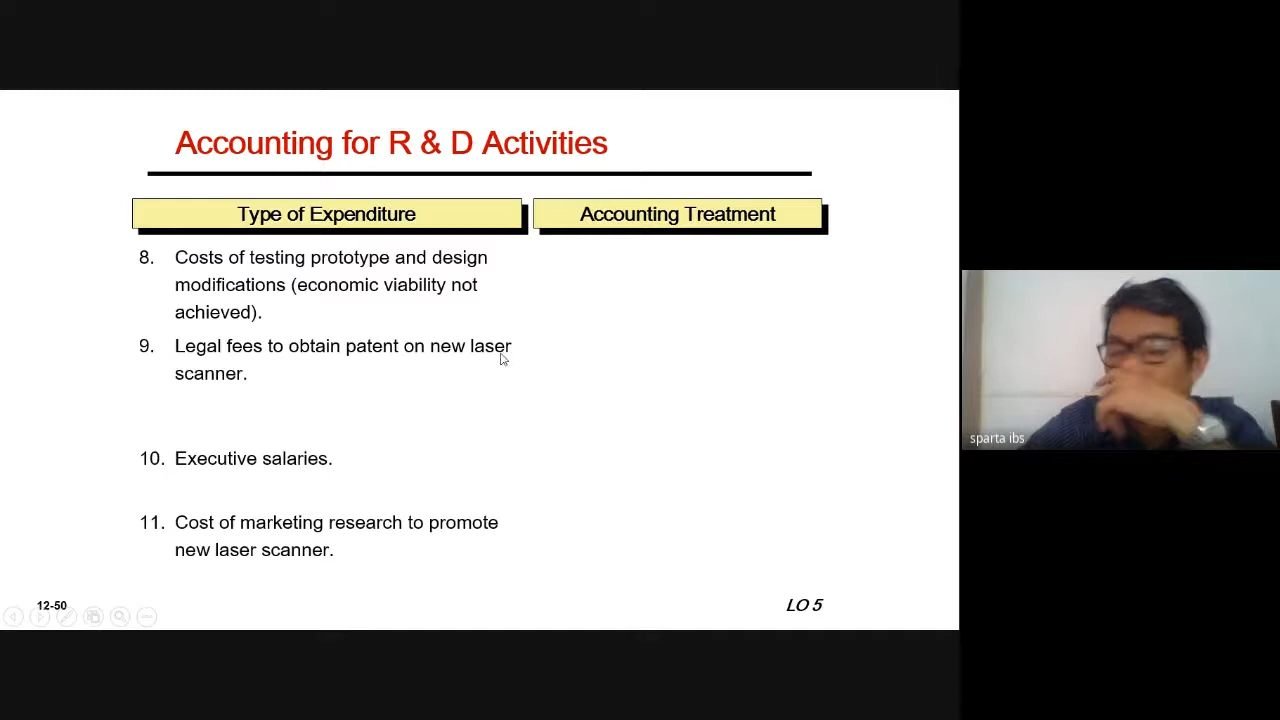 Accounting for R & D Activities
Type of Expenditure
Accounting Treatment
8. Costs of testing prototype and design
modifications (economic viability not
achieved).
9. Legal fees to obtain patent on new laser
scanner.
10. Executive salaries.
11. Cost of marketing research to promote
new laser scanner.
12-50
LO 5
sparta ibs